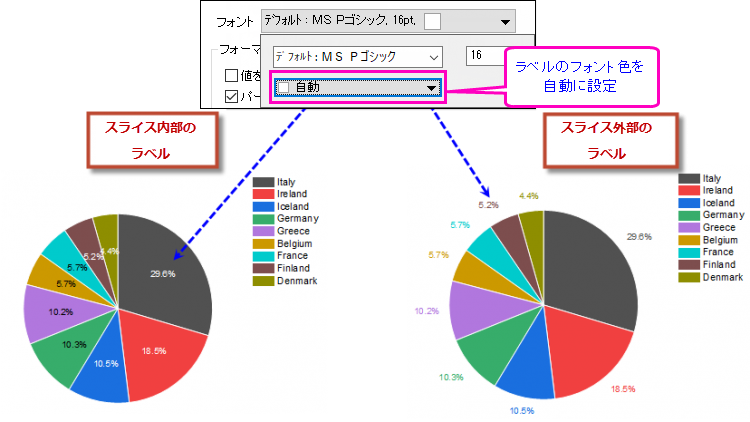 フォント デフォルト: MS Pゴシック, 16pt,
フォーマ
デフォルト: MS Pゴシック 16
値を
自動
パー
ラベルのフォント色を
自動に設定
スライス内部の
ラベル
スライス外部の
ラベル
Italy
Ireland
Iceland
Germany
Greece
Belgium
France
Finland
Denmark
29.6%
18.5%
10.5%
10.3%
10.2%
5.7%
5.7%
5.2%
4.4%
Italy
Ireland
Iceland
Germany
Greece
Belgium
France
Finland
Denmark
29.6%
18.5%
10.5%
10.3%
10.2%
5.7%
5.7%
5.2%
4.4%